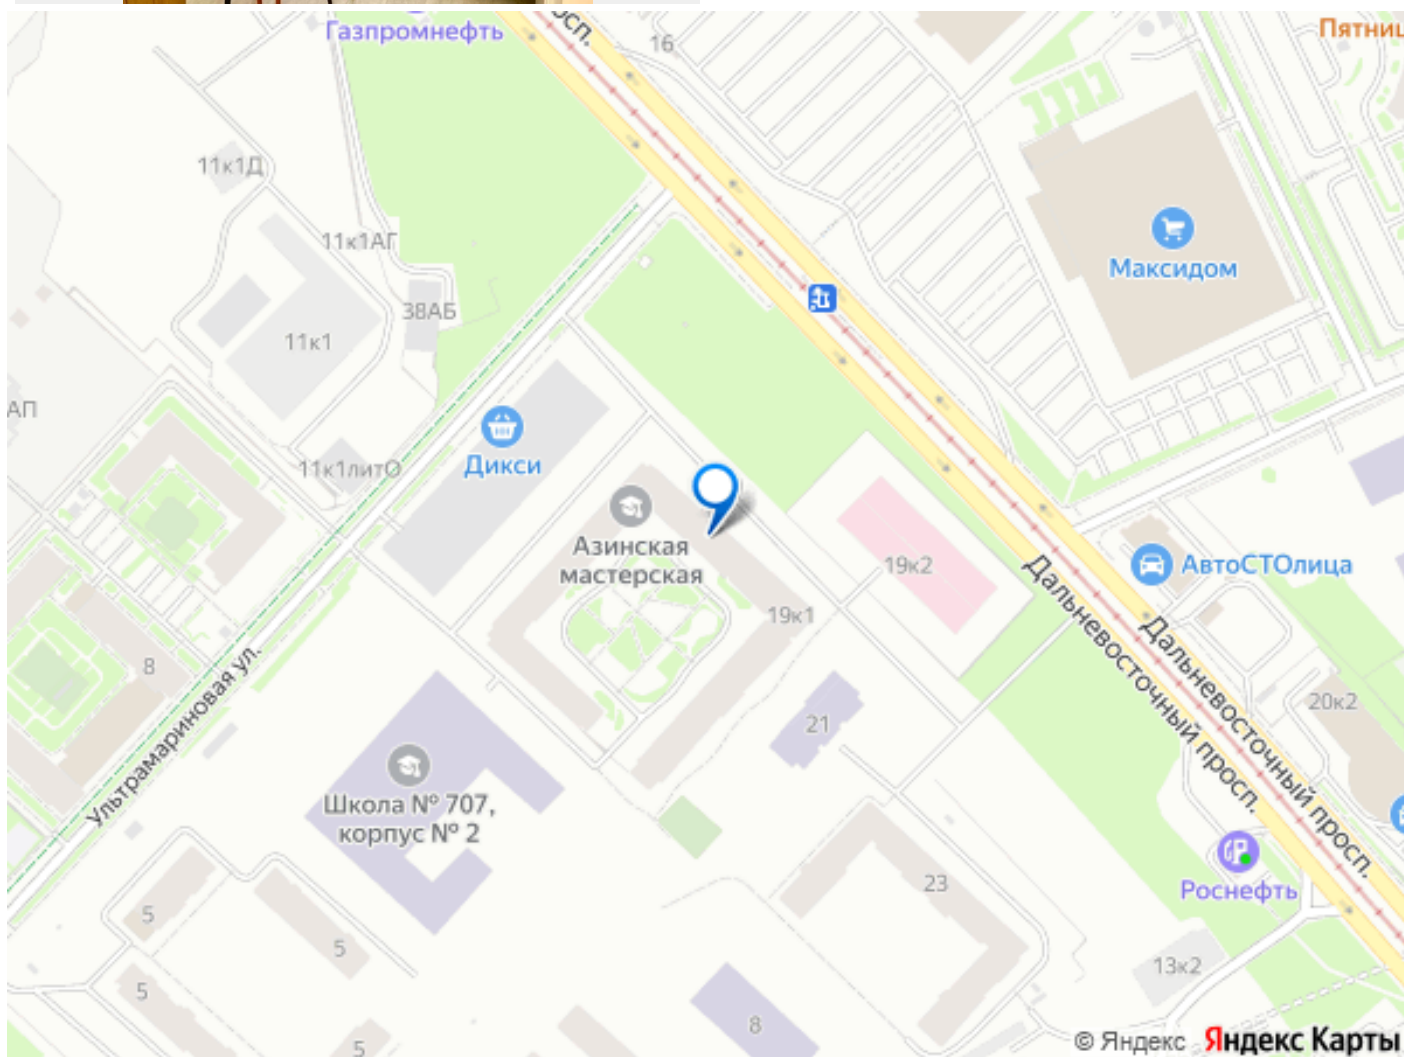 Газпромнефть
16
Пятниц
11к1Д
11к1АГ
38АБ
11к1
Максидом
АП
11к1литО
Дикси
Азинская
мастерская
19к2
19к1
АвтоСТОлица
Дальневосточный просп.
Дальневосточный просп.
8
Ультрамариновая ул.
21
20к2
Школа № 707,
корпус № 2
Роснефть
23
5
5
5
13к2
8
5
© Яндекс Яндекс Карты